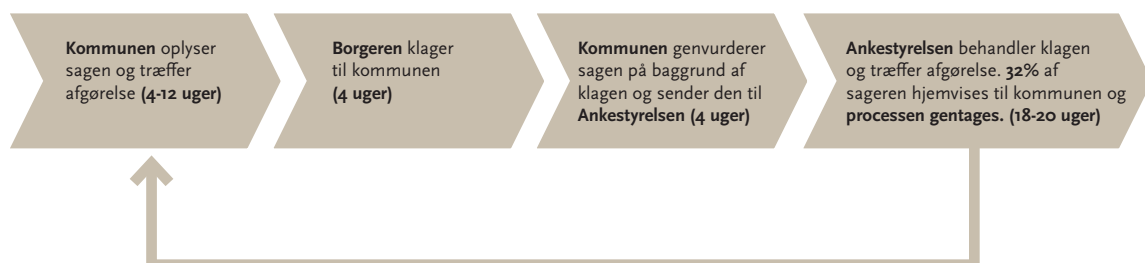 Kommunen oplyser
sagen og træffer
afgørelse (4-12 uger)
Borgeren klager
til kommunen
(4 uger)
Kommunen genvurderer
sagen på baggrund af
klagen og sender den til
Ankestyrelsen (4 uger)
Ankestyrelsen behandler klagen
og træffer afgørelse. 32% af
sageren hjemvises til kommunen og
processen gentages. (18-20 uger)